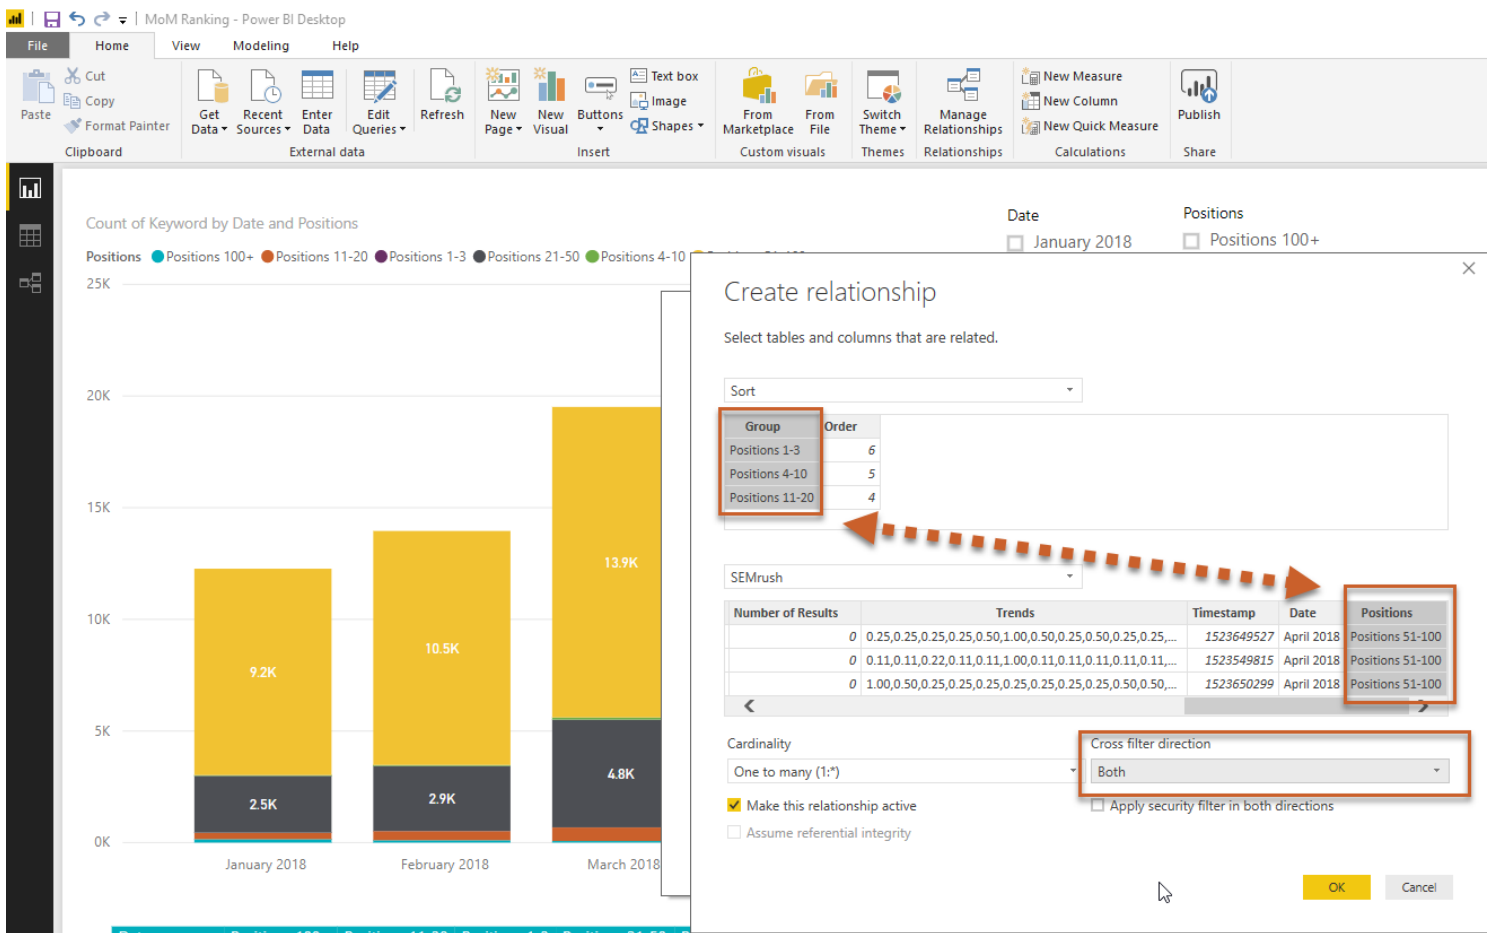 MoM Ranking - Power BI Desktop
File Home View Modeling Help
Paste
Cut
Copy
Format Painter
Clipboard
Get Data
Recent Sources
Enter Data
Edit Queries
Refresh
External data
New Page
New Visual
Buttons
Text box
Image
Shapes
Insert
From Marketplace
From File
Custom visuals
Switch Theme
Themes
Manage Relationships
Relationships
New Measure
New Column
New Quick Measure
Calculations
Publish
Share
Count of Keyword by Date and Positions
Positions Positions 100+ Positions 11-20 Positions 1-3 Positions 21-50 Positions 4-10
Date
January 2018
Positions
Positions 100+
25K
20K
15K
10K
5K
0K
9.2K
2.5K
10.5K
2.9K
13.9K
4.8K
January 2018
February 2018
March 2018
Create relationship
Select tables and columns that are related.
Sort
Group Order
Positions 1-3 6
Positions 4-10 5
Positions 11-20 4
SEMrush
Number of Results Trends Timestamp Date Positions
0 0.25,0.25,0.25,0.25,0.50,1.00,0.50,0.25,0.50,0.25,0.25,... 1523649527 April 2018 Positions 51-100
0 0.11,0.11,0.22,0.11,0.11,1.00,0.11,0.11,0.11,0.11,0.11,... 1523549815 April 2018 Positions 51-100
0 1.00,0.50,0.25,0.25,0.25,0.25,0.25,0.25,0.25,0.50,0.50,... 1523650299 April 2018 Positions 51-100
Cardinality
One to many (1:*)
Cross filter direction
Both
Make this relationship active
Apply security filter in both directions
Assume referential integrity
OK Cancel